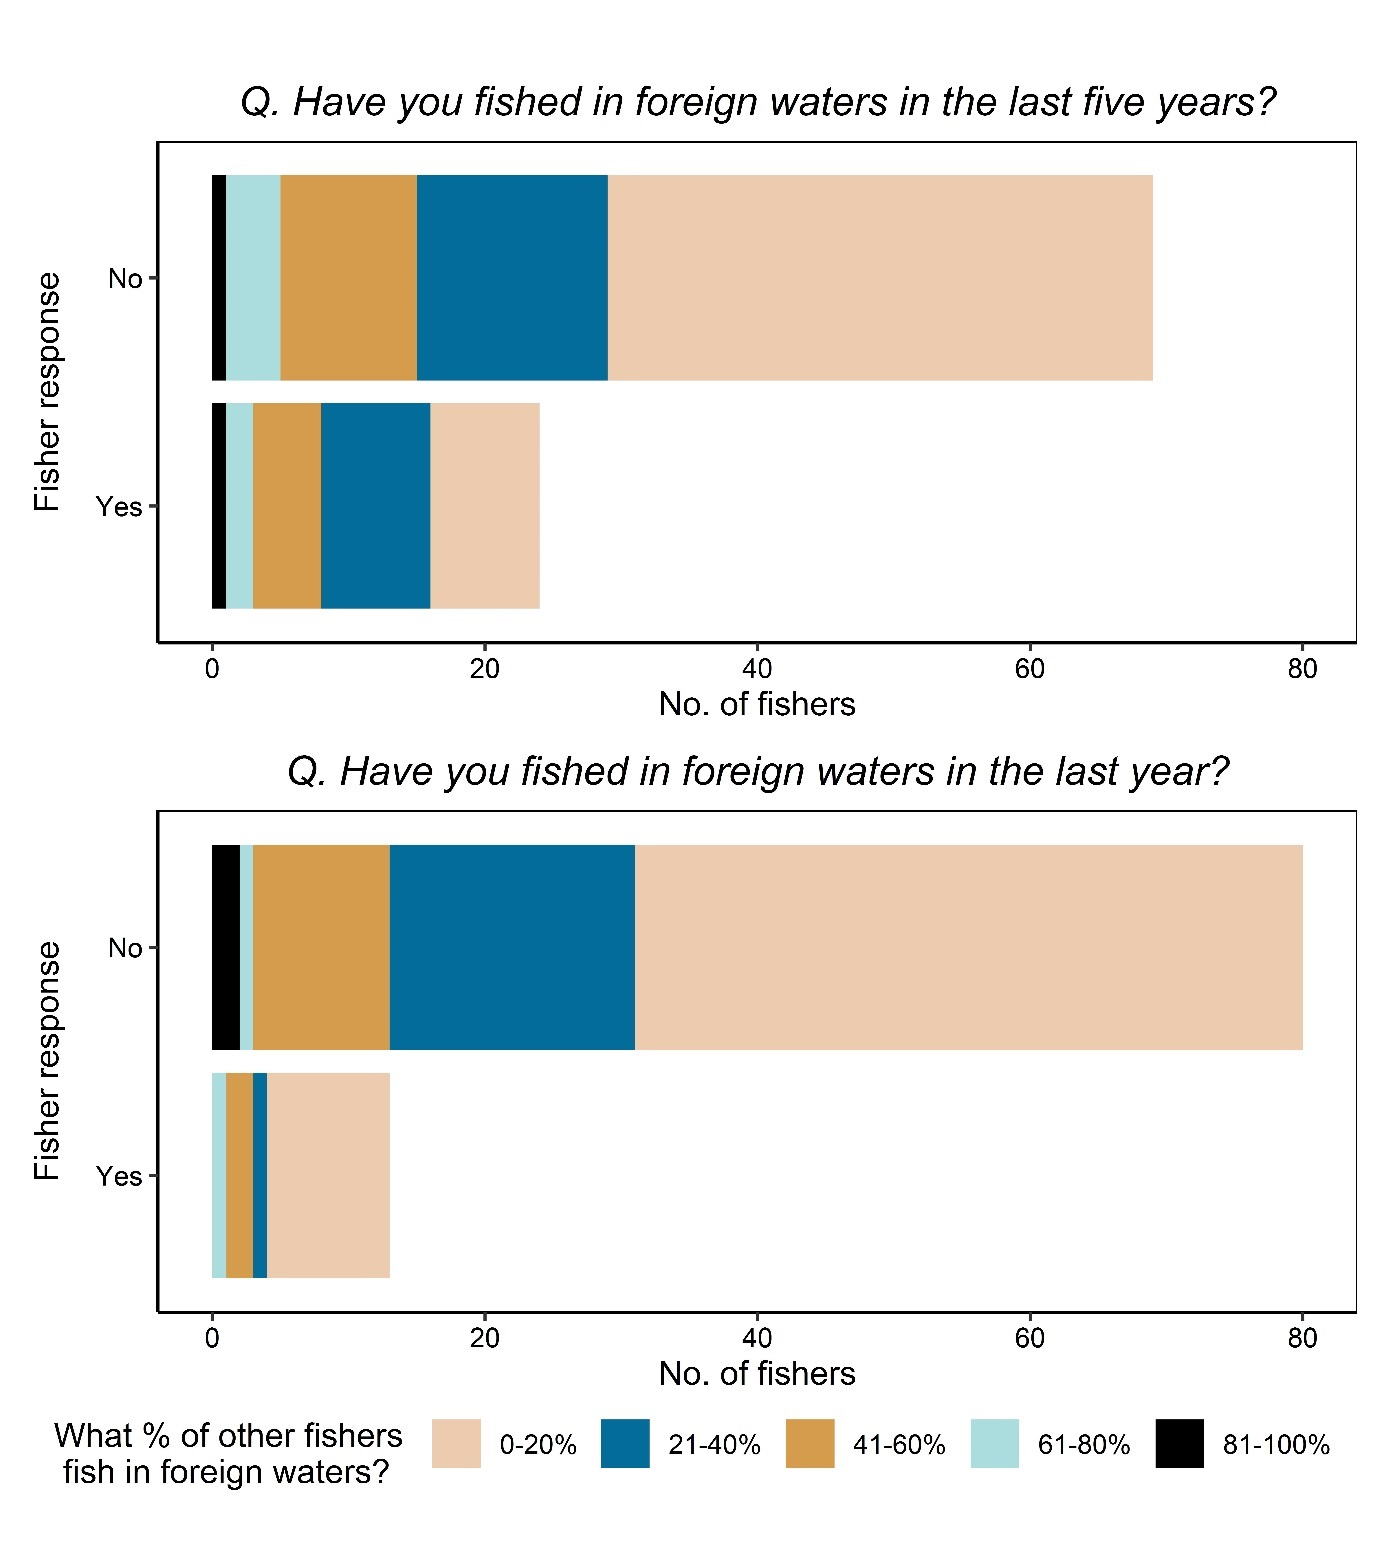 Q. Have you fished in foreign waters in the last five years?
Fisher response
No
Yes
0 20 40 60 80
No. of fishers
Q. Have you fished in foreign waters in the last year?
Fisher response
No
Yes
0 20 40 60 80
No. of fishers
What % of other fishers
fish in foreign waters?
0-20% 21-40% 41-60% 61-80% 81-100%